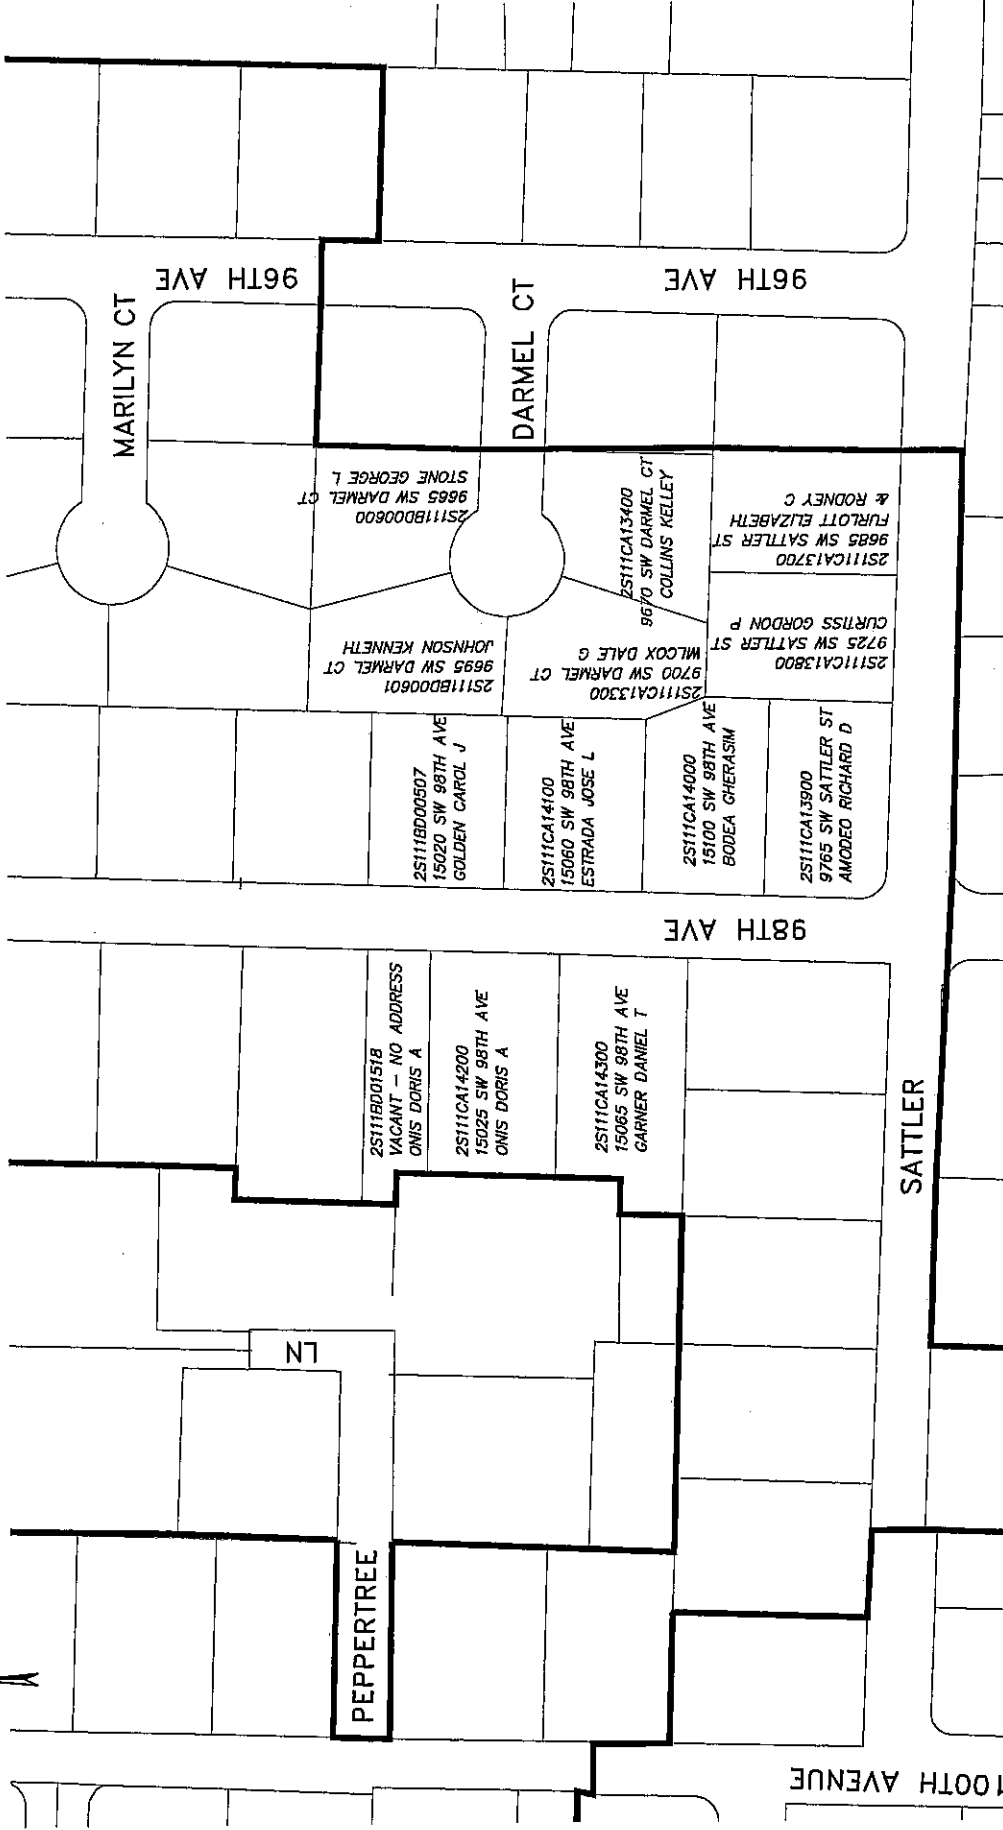 96TH AVE
96TH AVE
MARILYN CT
DARMEL CT
2S111BD00600
9665 SW DARMEL CT
STONE GEORGE L
2S111CA13400
9670 SW DARMEL CT
COLLINS KELLEY
2S111CA13700
9685 SW SATTLER ST
FURLOTT ELIZABETH
& RODNEY C
2S111BD00601
9695 SW DARMEL CT
JOHNSON KENNETH
2S111CA13300
9700 SW DARMEL CT
WILCOX DALE G
2S111CA13800
9725 SW SATTLER ST
CURTISS GORDON P
2S111BD00507
15020 SW 98TH AVE
GOLDEN CAROL J
2S111CA14100
15060 SW 98TH AVE
ESTRADA JOSE L
2S111CA14000
15100 SW 98TH AVE
BODEA GHERASIM
2S111CA13900
9765 SW SATTLER ST
AMODEO RICHARD D
98TH AVE
2S111BD01518
VACANT - NO ADDRESS
ONIS DORIS A
2S111CA14200
15025 SW 98TH AVE
ONIS DORIS A
2S111CA14300
15065 SW 98TH AVE
GARNER DANIEL T
SATTLER
LN
PEPPERTREE
100TH AVENUE